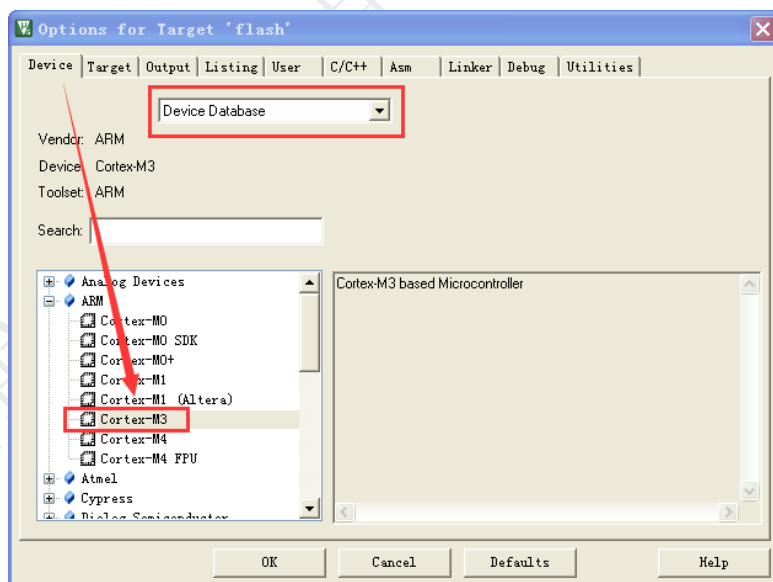 Options for Target 'flash'
Device Target Output Listing User C/C++ Asm Linker Debug Utilities
Device Database
Vendor: ARM
Device: Cortex-M3
Toolset: ARM
Search:
Analog Devices
ARM
Cortex-M0
Cortex-M0 SDK
Cortex-M0+
Cortex-M1
Cortex-M1 (Altera)
Cortex-M3
Cortex-M4
Cortex-M4 FPU
Atmel
Cypress
Dialog Semiconductor
Cortex-M3 based Microcontroller
OK Cancel Defaults Help